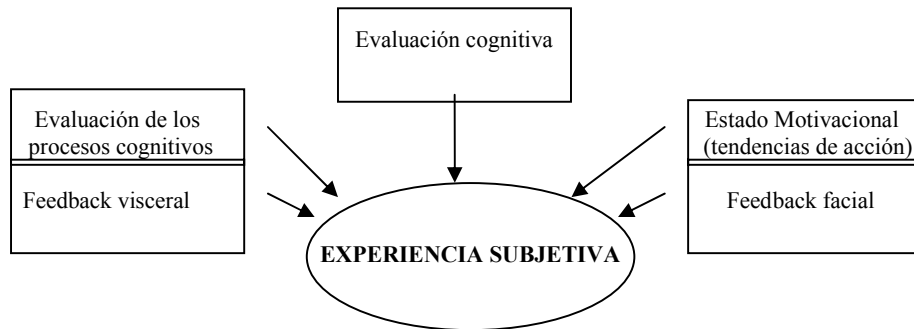 Evaluación cognitiva
Evaluación de los
procesos cognitivos
Feedback visceral
Estado Motivacional
(tendencias de acción)
Feedback facial
EXPERIENCIA SUBJETIVA